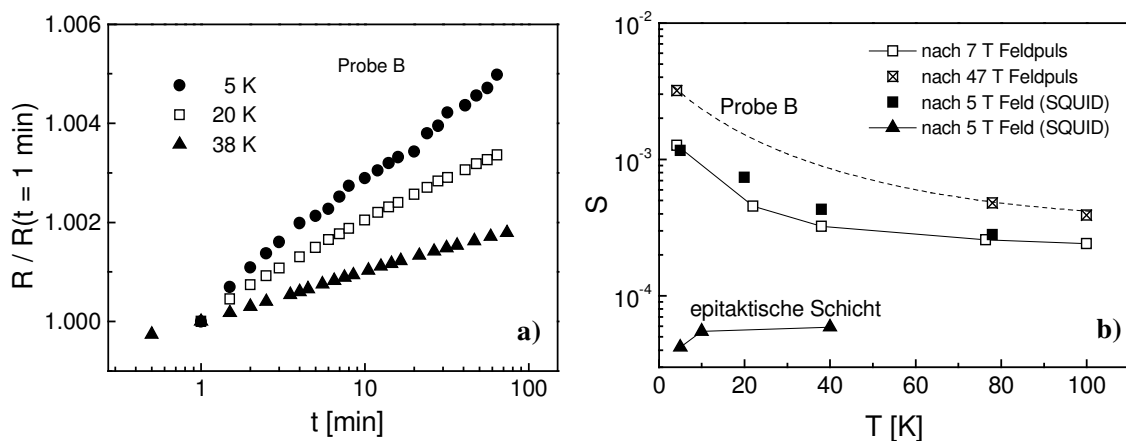 1.006
1.004
1.002
1.000
R / R(t = 1 min)
Probe B
5 K
20 K
38 K
a)
1
10
100
t [min]
10⁻²
10⁻³
10⁻⁴
S
nach 7 T Feldpuls
nach 47 T Feldpuls
nach 5 T Feld (SQUID)
nach 5 T Feld (SQUID)
Probe B
epitaktische Schicht
b)
0 20 40 60 80 100
T [K]